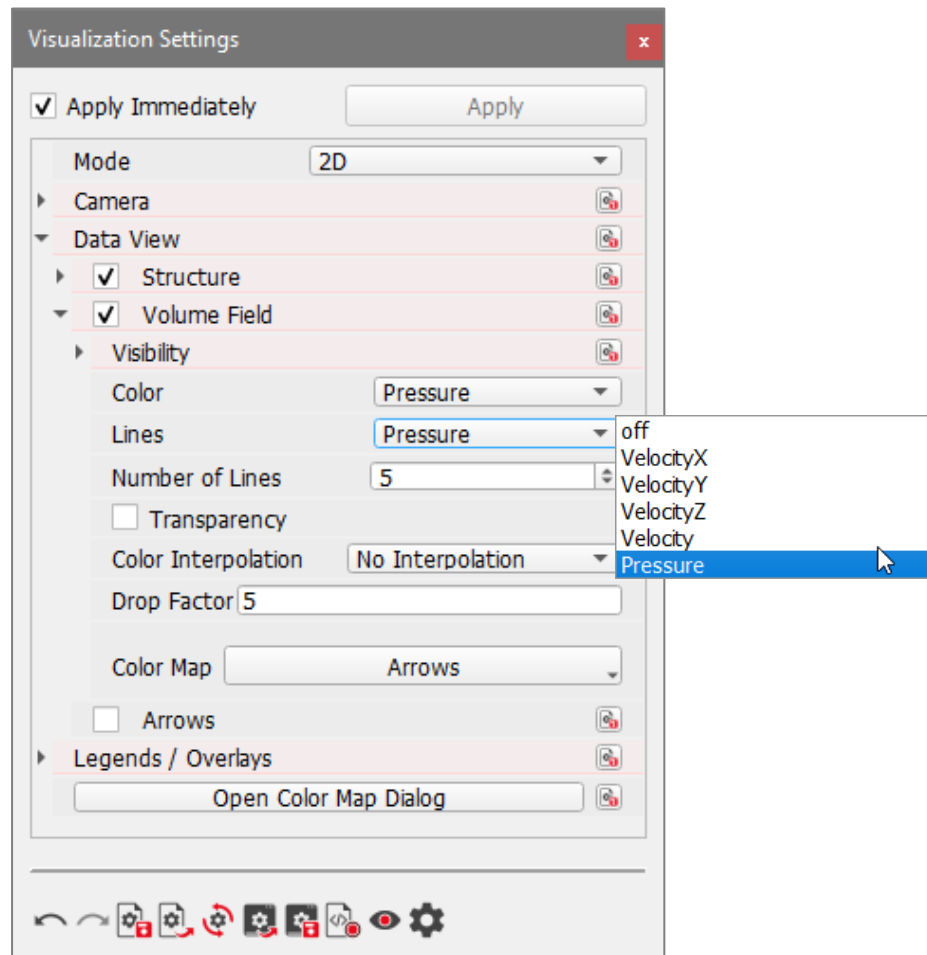 Visualization Settings
x
Apply Immediately Apply
Mode 2D
Camera
Data View
Structure
Volume Field
Visibility
Color Pressure
Lines Pressure
off
VelocityX
VelocityY
VelocityZ
Velocity
Pressure
Number of Lines 5
Transparency
Color Interpolation No Interpolation
Drop Factor 5
Color Map Arrows
Arrows
Legends / Overlays
Open Color Map Dialog